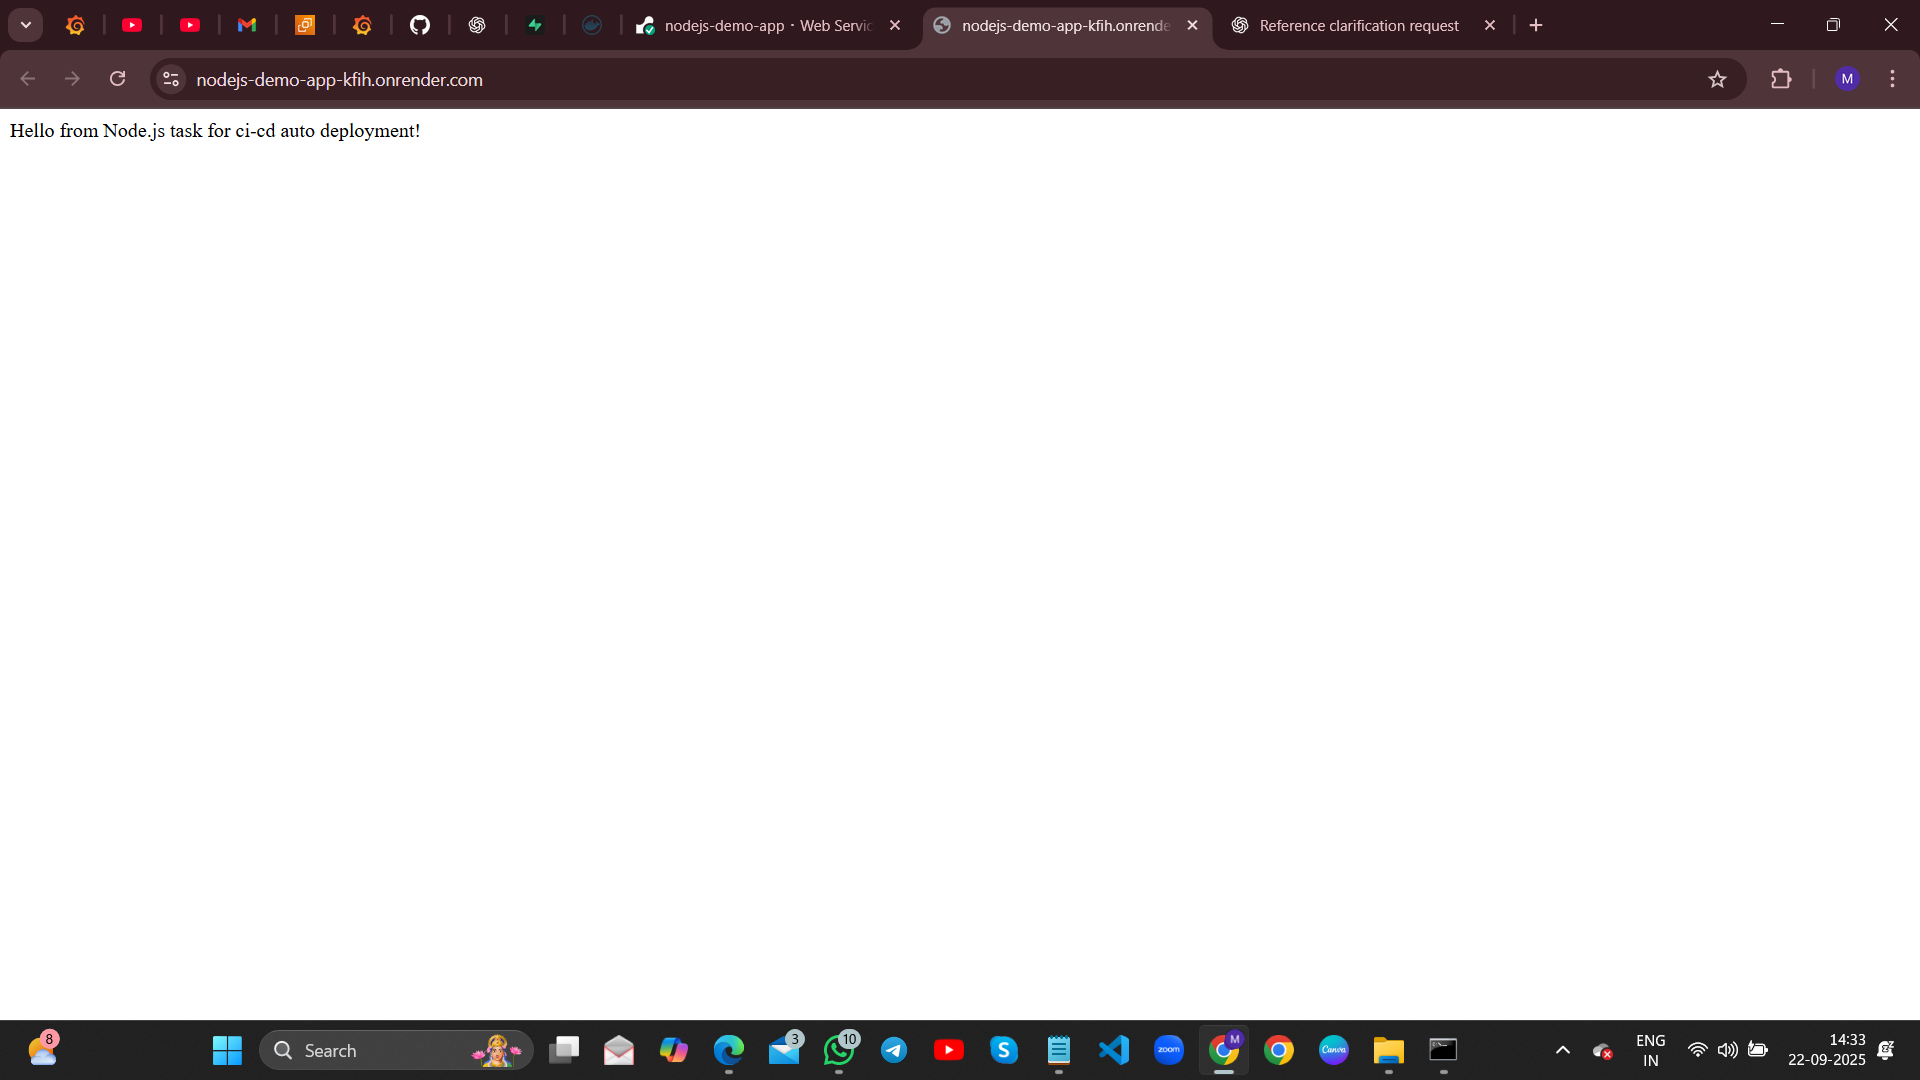 nodejs-demo-app · Web Servic
nodejs-demo-app-kfih.onrende
Reference clarification request
nodejs-demo-app-kfih.onrender.com
M
Hello from Node.js task for ci-cd auto deployment!
8
Search
3
10
S
zoom
M
Canva
ENG
IN
14:33
22-09-2025